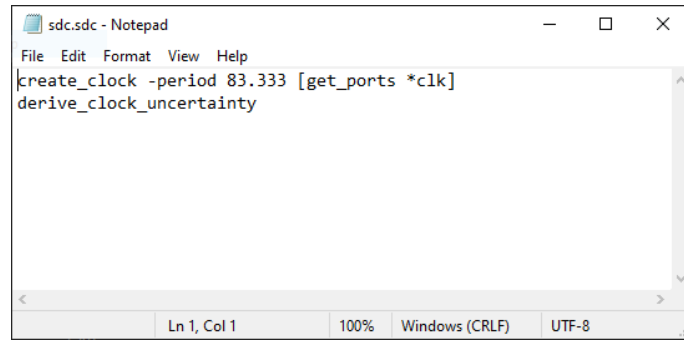 sdc.sdc - Notepad
File Edit Format View Help
create_clock -period 83.333 [get_ports *clk]
derive_clock_uncertainty
Ln 1, Col 1 100% Windows (CRLF) UTF-8